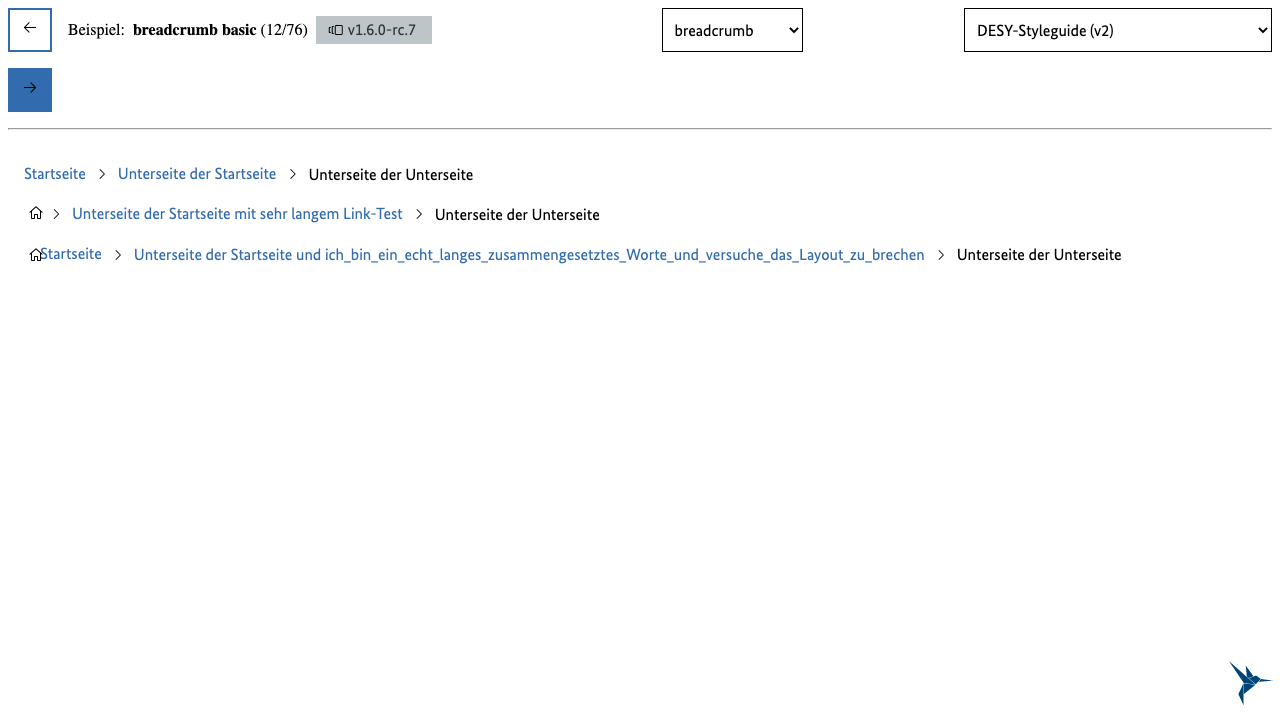 Beispiel: breadcrumb basic (12/76) v1.6.0-rc.7 breadcrumb DESY-Styleguide (v2)
Startseite Unterseite der Startseite Unterseite der Unterseite
Unterseite der Startseite mit sehr langem Link-Test Unterseite der Unterseite
Startseite Unterseite der Startseite und ich_bin_ein_echt_langes_zusammengesetztes_Worte_und_versuche_das_Layout_zu_brechen Unterseite der Unterseite